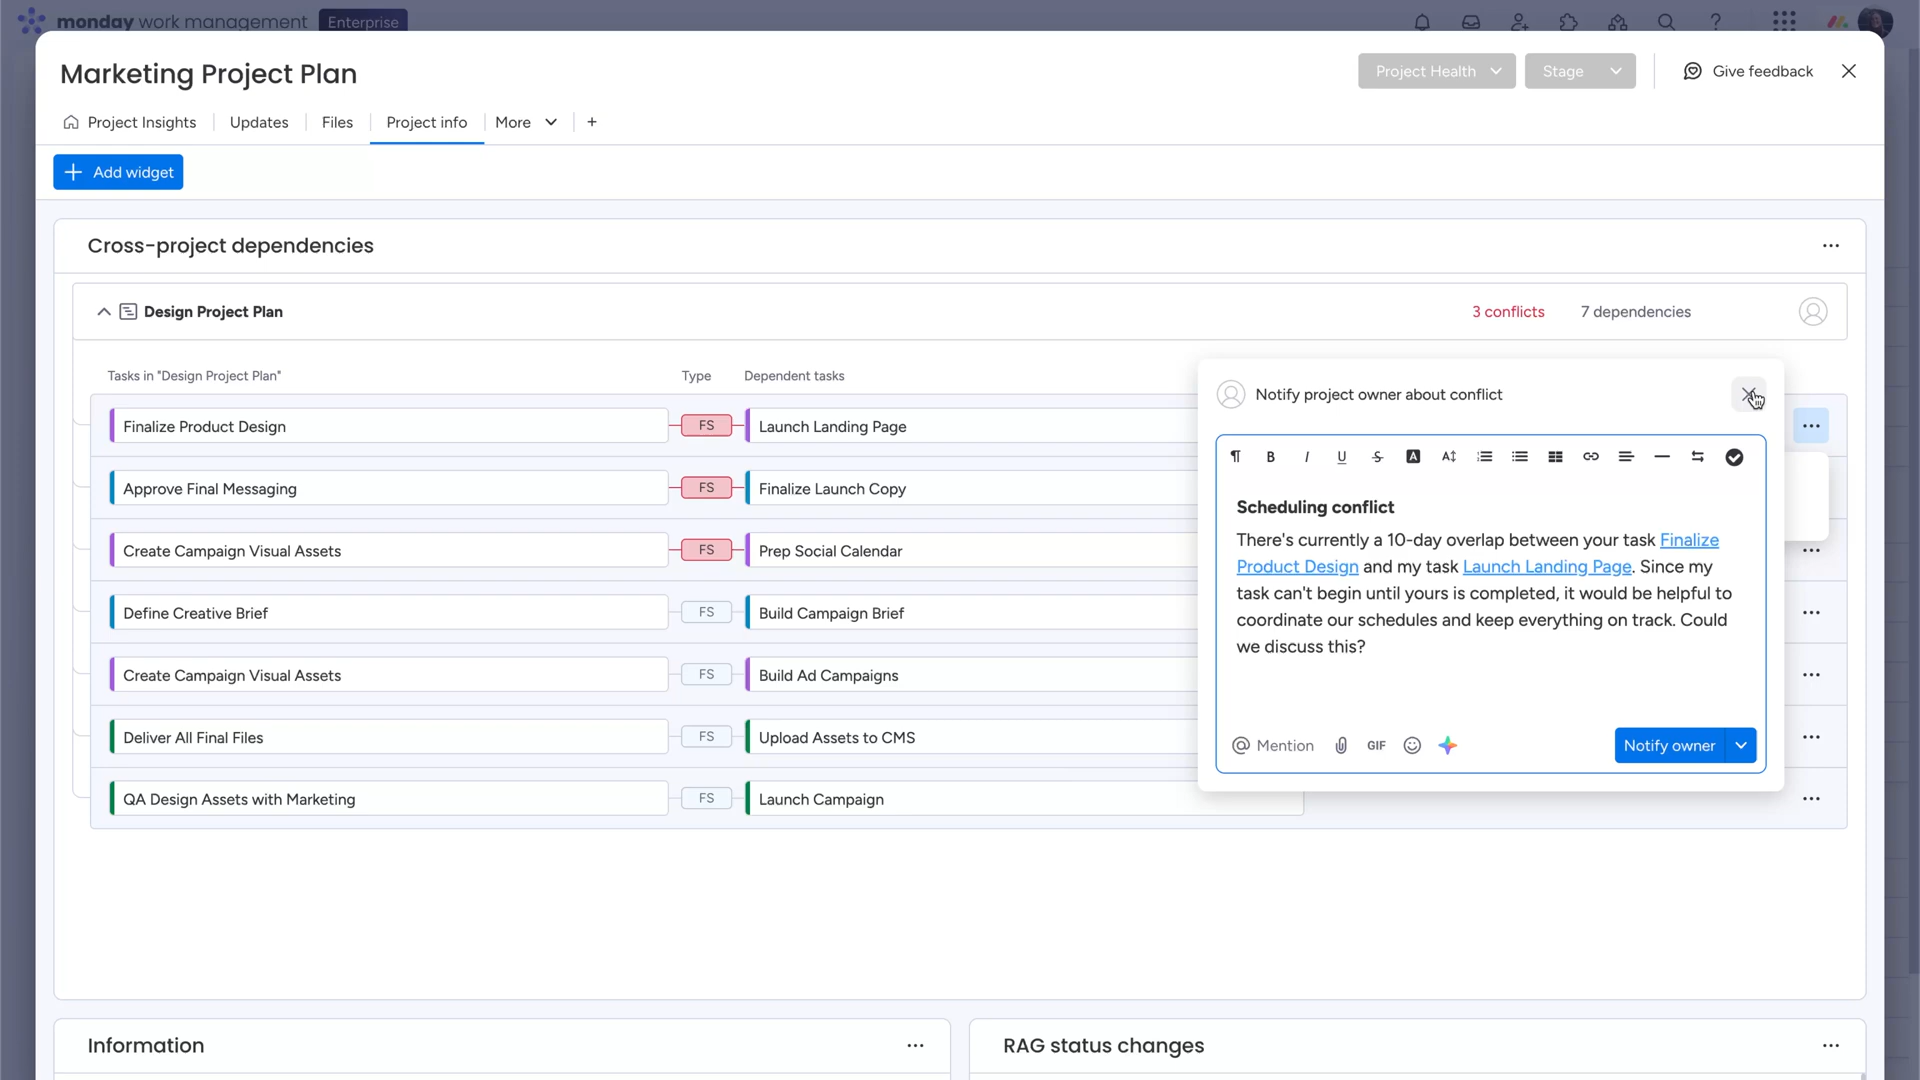 monday work management Enterprise
Marketing Project Plan
Project Health
Stage
Give feedback
Project Insights
Updates
Files
Project info
More
+
Add widget
Cross-project dependencies
Design Project Plan
3 conflicts
7 dependencies
Tasks in "Design Project Plan"
Type
Dependent tasks
Finalize Product Design
FS
Launch Landing Page
Approve Final Messaging
FS
Finalize Launch Copy
Create Campaign Visual Assets
FS
Prep Social Calendar
Define Creative Brief
FS
Build Campaign Brief
Create Campaign Visual Assets
FS
Build Ad Campaigns
Deliver All Final Files
FS
Upload Assets to CMS
QA Design Assets with Marketing
FS
Launch Campaign
Notify project owner about conflict
Scheduling conflict
There's currently a 10-day overlap between your task Finalize
Product Design and my task Launch Landing Page. Since my
task can't begin until yours is completed, it would be helpful to
coordinate our schedules and keep everything on track. Could
we discuss this?
@ Mention
GIF
Notify owner
Information
RAG status changes